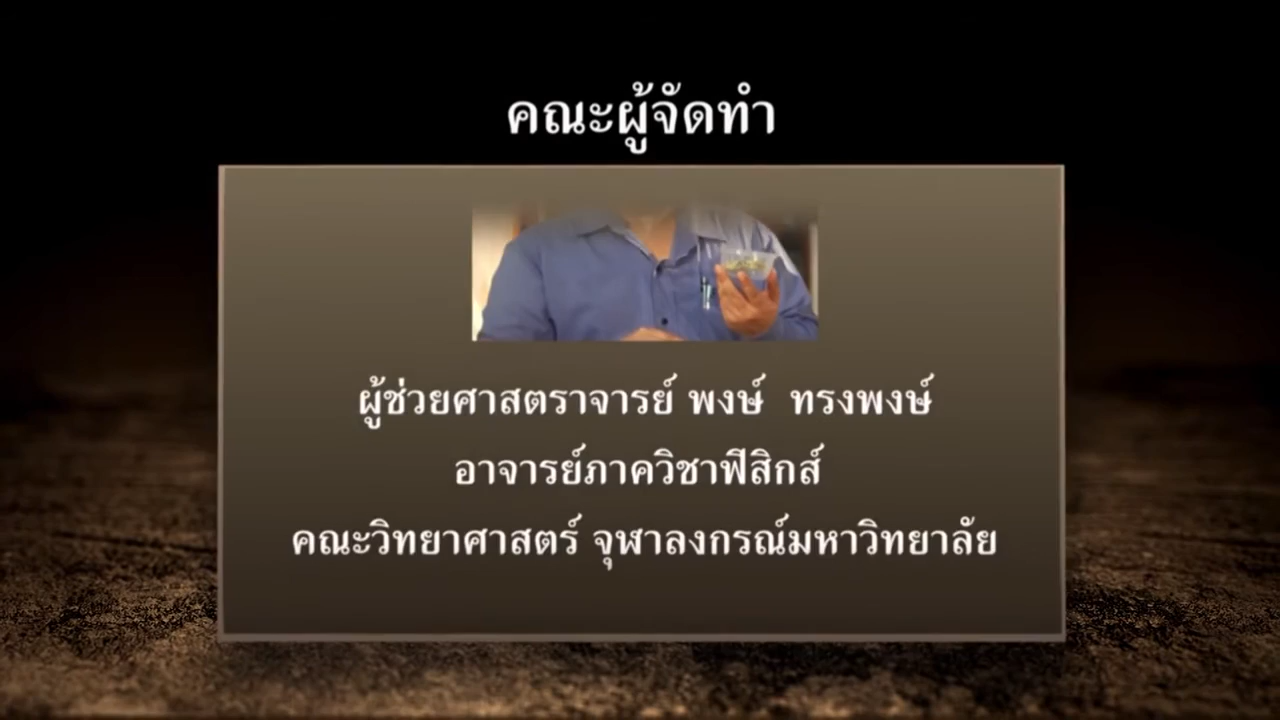 คณะผู้จัดทำ
ผู้ช่วยศาสตราจารย์ พงษ์ ทรงพงษ์
อาจารย์ภาควิชาฟิสิกส์
คณะวิทยาศาสตร์ จุฬาลงกรณ์มหาวิทยาลัย